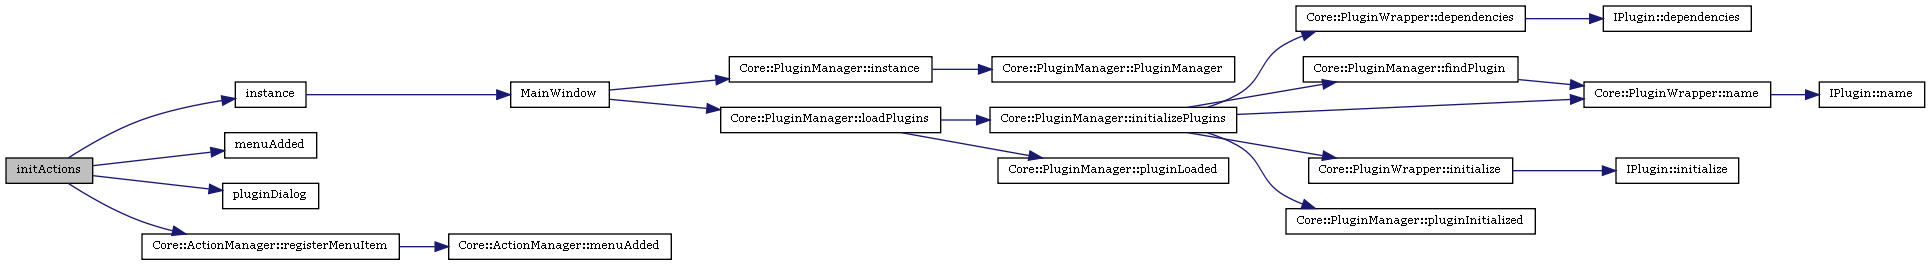 initActions
instance
menuAdded
pluginDialog
Core::ActionManager::registerMenuItem
MainWindow
Core::ActionManager::menuAdded
Core::PluginManager::instance
Core::PluginManager::loadPlugins
Core::PluginManager::PluginManager
Core::PluginManager::initializePlugins
Core::PluginManager::pluginLoaded
Core::PluginWrapper::dependencies
Core::PluginManager::findPlugin
Core::PluginWrapper::name
Core::PluginWrapper::initialize
Core::PluginManager::pluginInitialized
IPlugin::dependencies
IPlugin::name
IPlugin::initialize